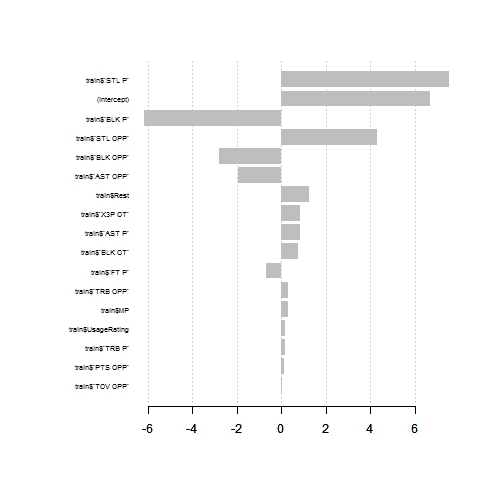 train$`STL P`
(Intercept)
train$`BLK P`
train$`STL OPP`
train$`BLK OPP`
train$`AST OPP`
train$Rest
train$`X3P OT`
train$`AST P`
train$`BLK OT`
train$`FT P`
train$`TRB OPP`
train$MP
train$UsageRating
train$`TRB P`
train$`PTS OPP`
train$`TOV OPP`
-6 -4 -2 0 2 4 6